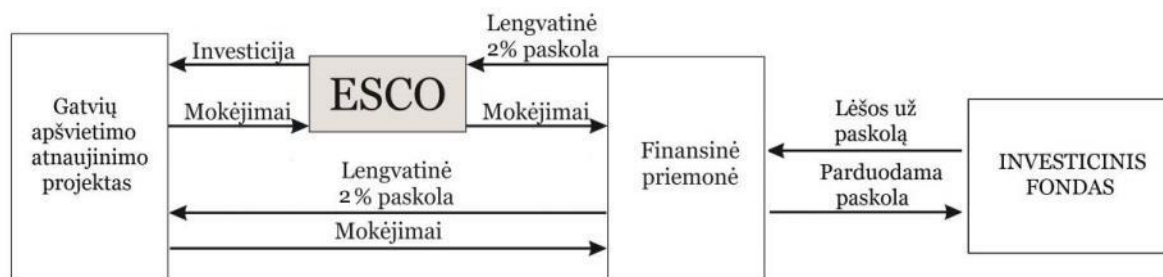 Gatvių
apšvietimo
atnaujinimo
projektas
Investicija
Mokėjimai
ESCO
Lengvatinė
2% paskola
Mokėjimai
Lengvatinė
2% paskola
Mokėjimai
Finansinė
priemonė
Lėšos už
paskolą
Parduodama
paskola
INVESTICINIS
FONDAS